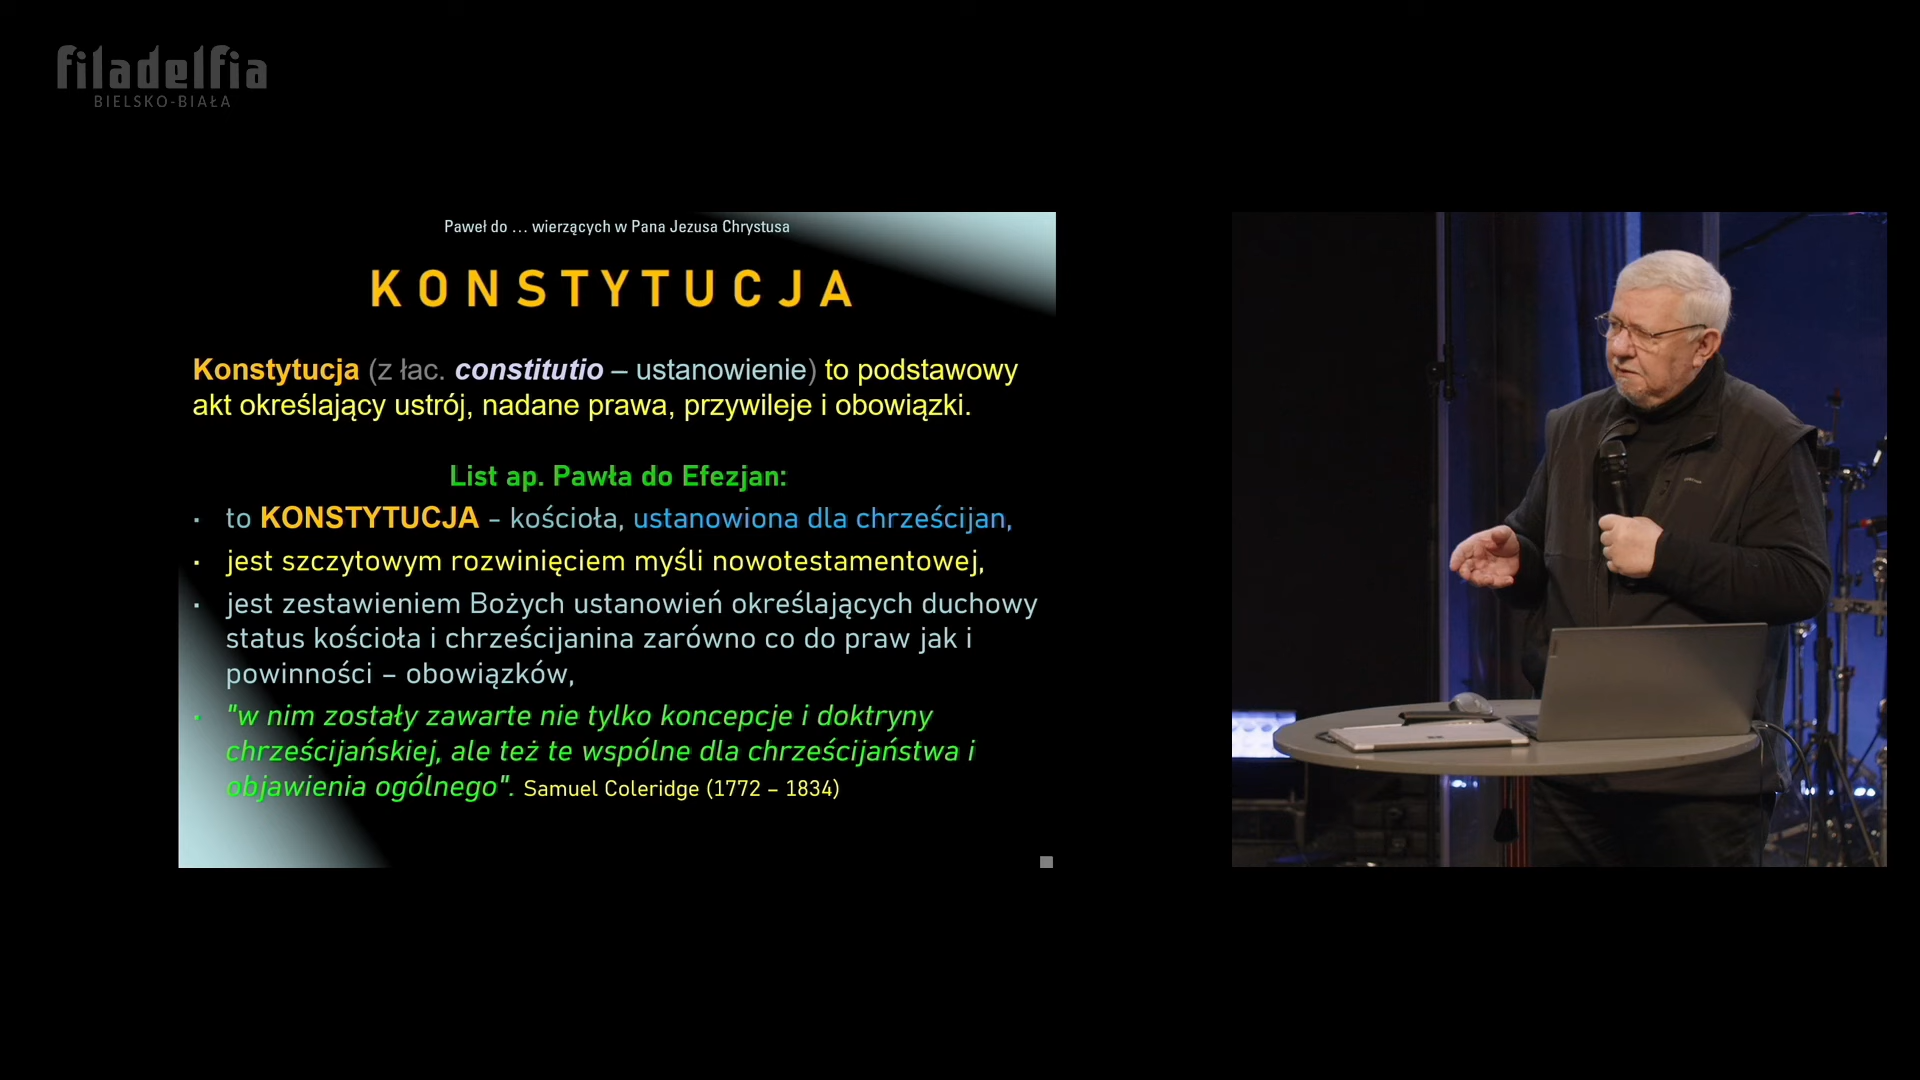 filadelfia
BIELSKO-BIAŁA
Paweł do … wierzących w Pana Jezusa Chrystusa
KONSTYTUCJA
Konstytucja (z łac. constitutio – ustanowienie) to podstawowy
akt określający ustrój, nadane prawa, przywileje i obowiązki.
List ap. Pawła do Efezjan:
▪ to KONSTYTUCJA - kościoła, ustanowiona dla chrześcijan,
▪ jest szczytowym rozwinięciem myśli nowotestamentowej,
▪ jest zestawieniem Bożych ustanowień określających duchowy
status kościoła i chrześcijanina zarówno co do praw jak i
powinności – obowiązków,
▪ "w nim zostały zawarte nie tylko koncepcje i doktryny
chrześcijańskiej, ale też te wspólne dla chrześcijaństwa i
objawienia ogólnego". Samuel Coleridge (1772 – 1834)